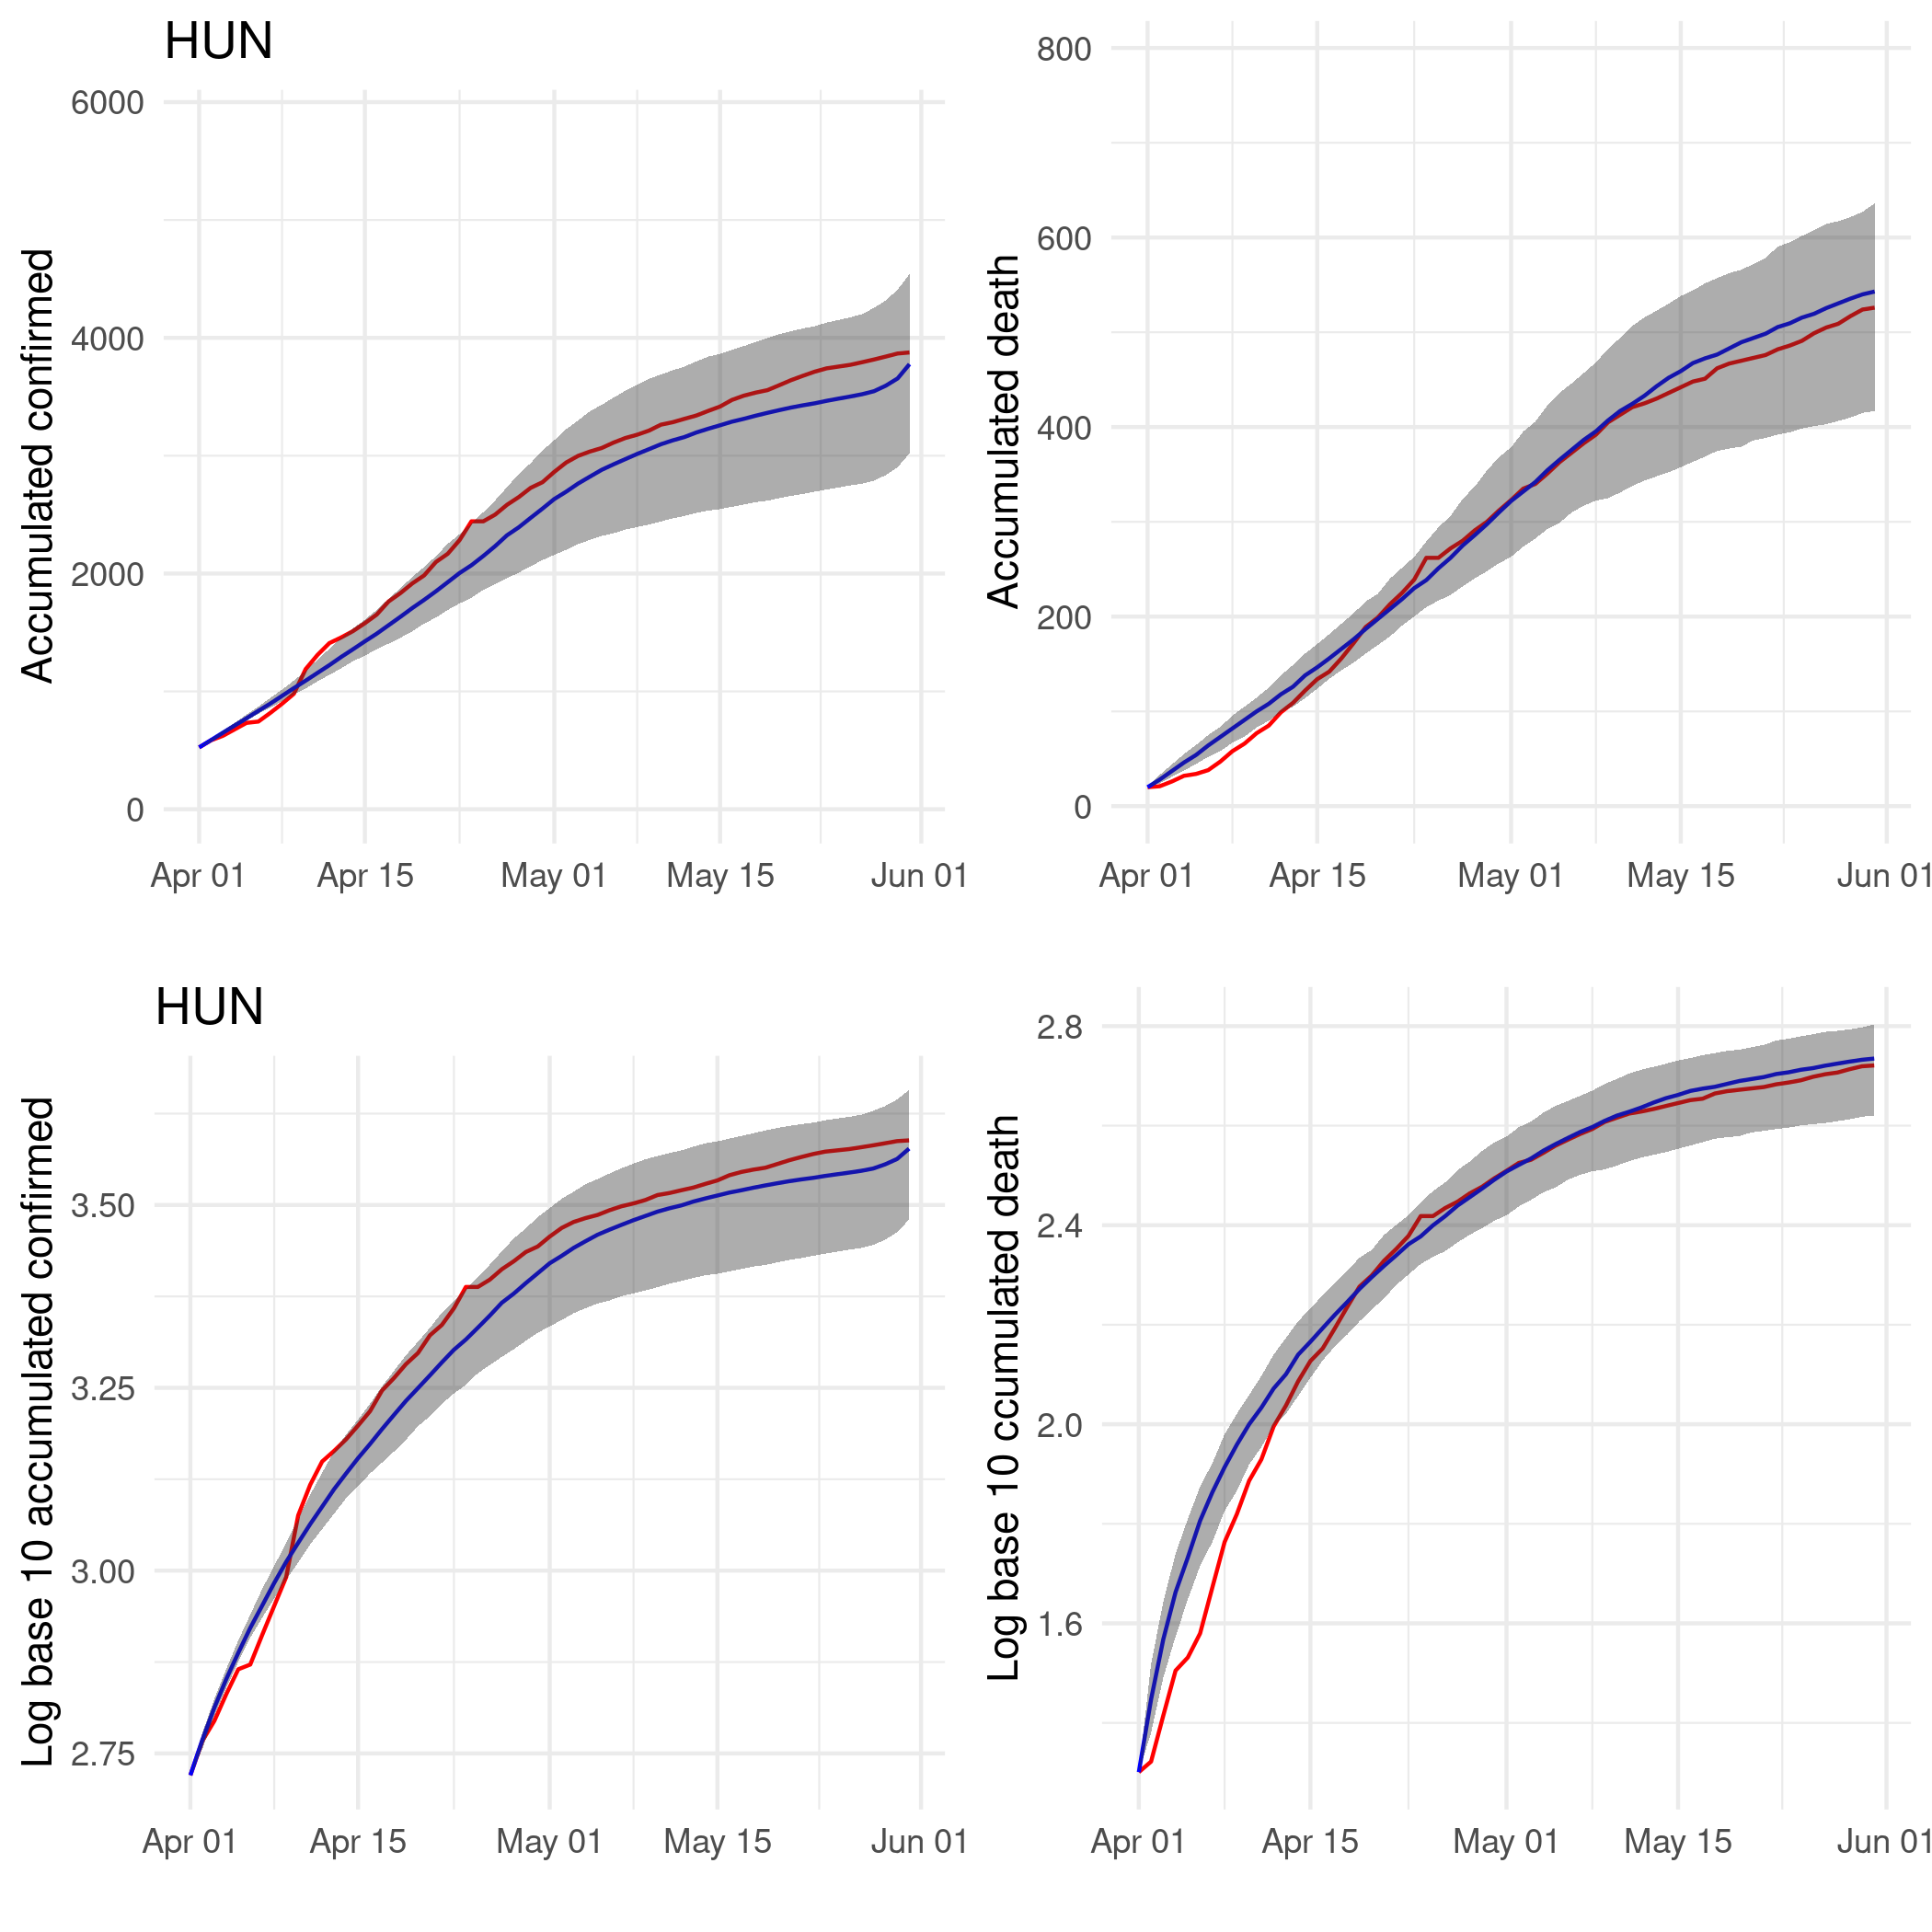 HUN
Accumulated confirmed
6000
4000
2000
0
Apr 01
Apr 15
May 01
May 15
Jun 01
Accumulated death
800
600
400
200
0
Apr 01
Apr 15
May 01
May 15
Jun 01
HUN
Log base 10 accumulated confirmed
3.50
3.25
3.00
2.75
Apr 01
Apr 15
May 01
May 15
Jun 01
Log base 10 ccumulated death
2.8
2.4
2.0
1.6
Apr 01
Apr 15
May 01
May 15
Jun 01